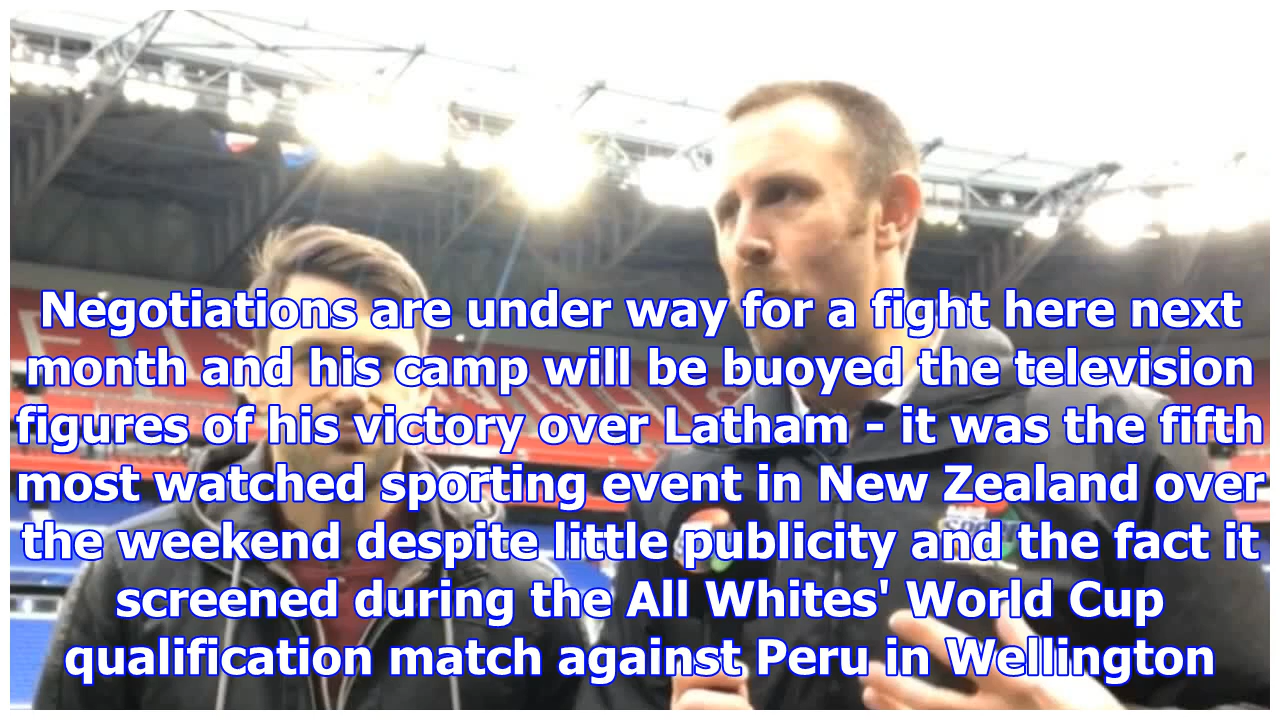 Negotiations are under way for a fight here next
month and his camp will be buoyed the television
figures of his victory over Latham - it was the fifth
most watched sporting event in New Zealand over
the weekend despite little publicity and the fact it
screened during the All Whites' World Cup
qualification match against Peru in Wellington